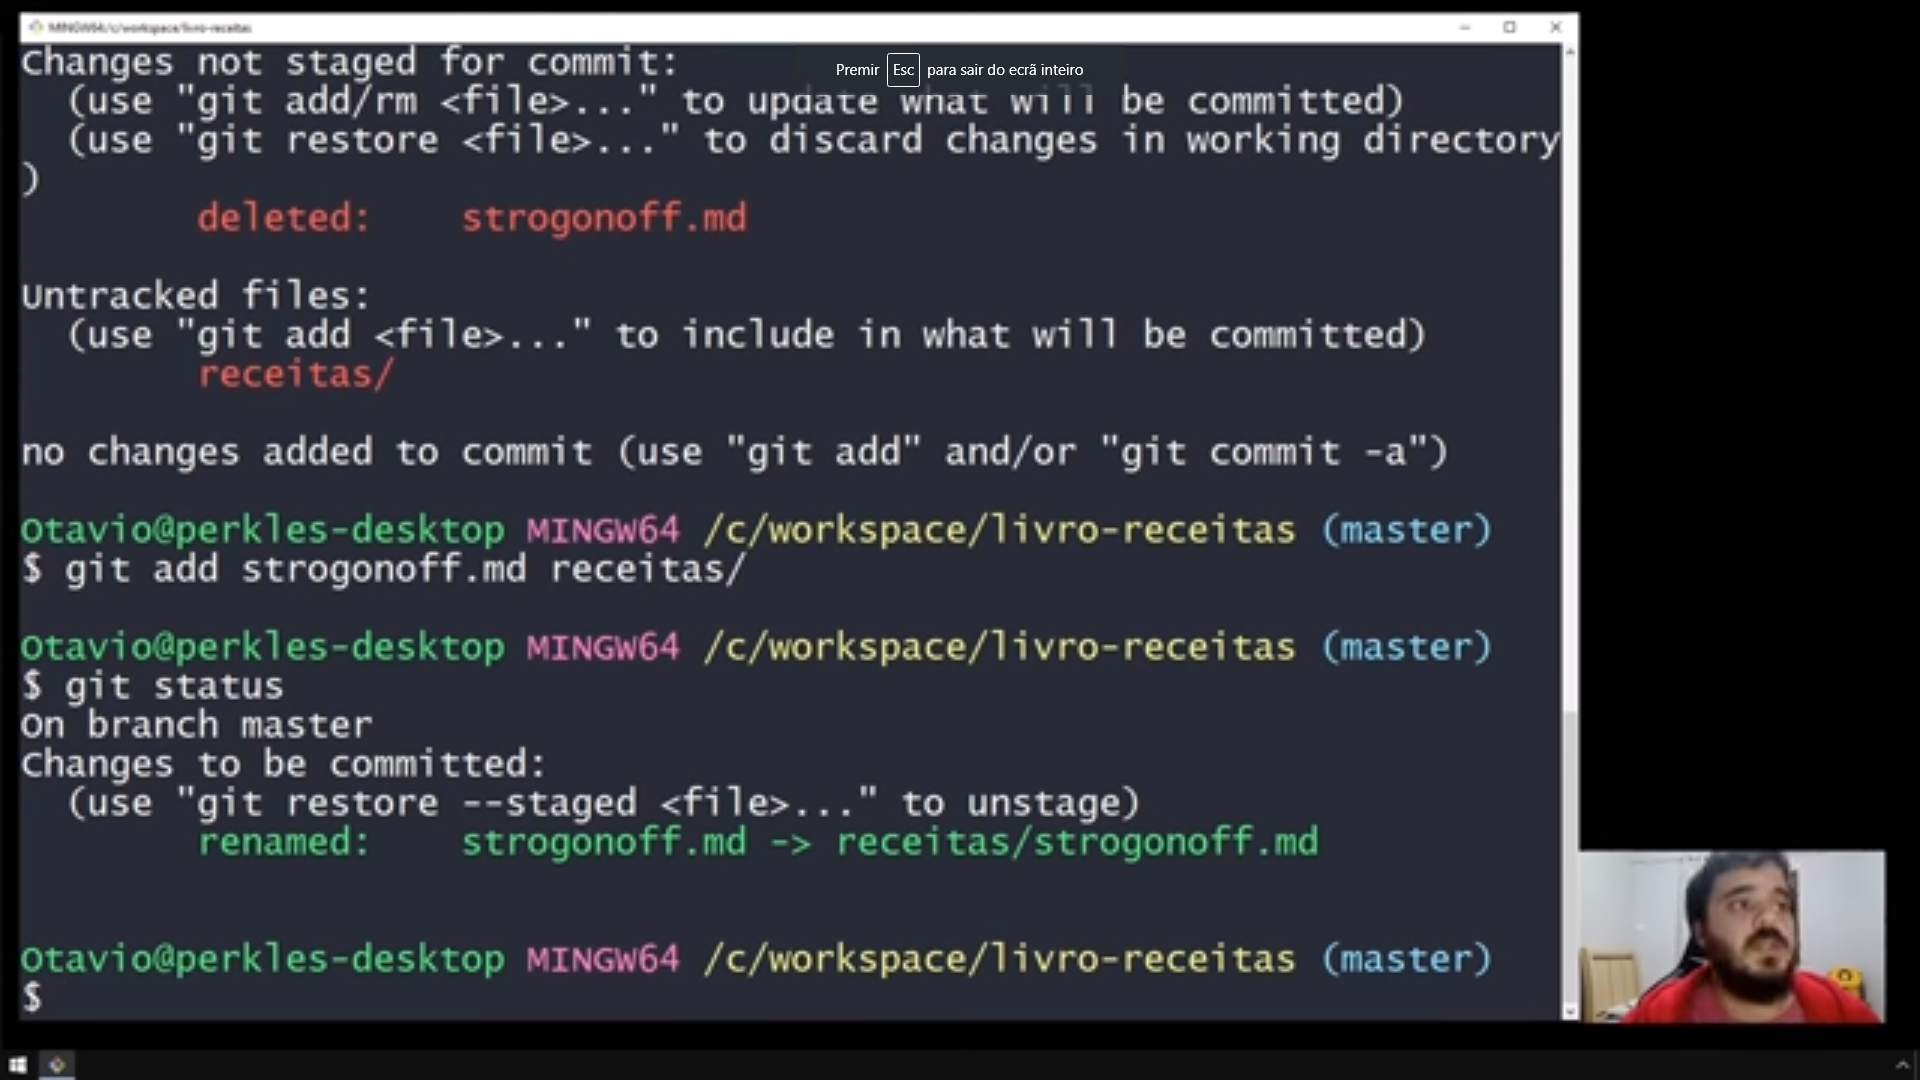 MINGW64:/c/workspace/livro-receitas
Changes not staged for commit:
Premir Esc para sair do ecrã inteiro
(use "git add/rm <file>..." to update what will be committed)
(use "git restore <file>..." to discard changes in working directory
)
deleted: strogonoff.md
Untracked files:
(use "git add <file>..." to include in what will be committed)
receitas/
no changes added to commit (use "git add" and/or "git commit -a")
Otavio@perkles-desktop MINGW64 /c/workspace/livro-receitas (master)
$ git add strogonoff.md receitas/
Otavio@perkles-desktop MINGW64 /c/workspace/livro-receitas (master)
$ git status
On branch master
Changes to be committed:
(use "git restore --staged <file>..." to unstage)
renamed: strogonoff.md -> receitas/strogonoff.md
Otavio@perkles-desktop MINGW64 /c/workspace/livro-receitas (master)
$